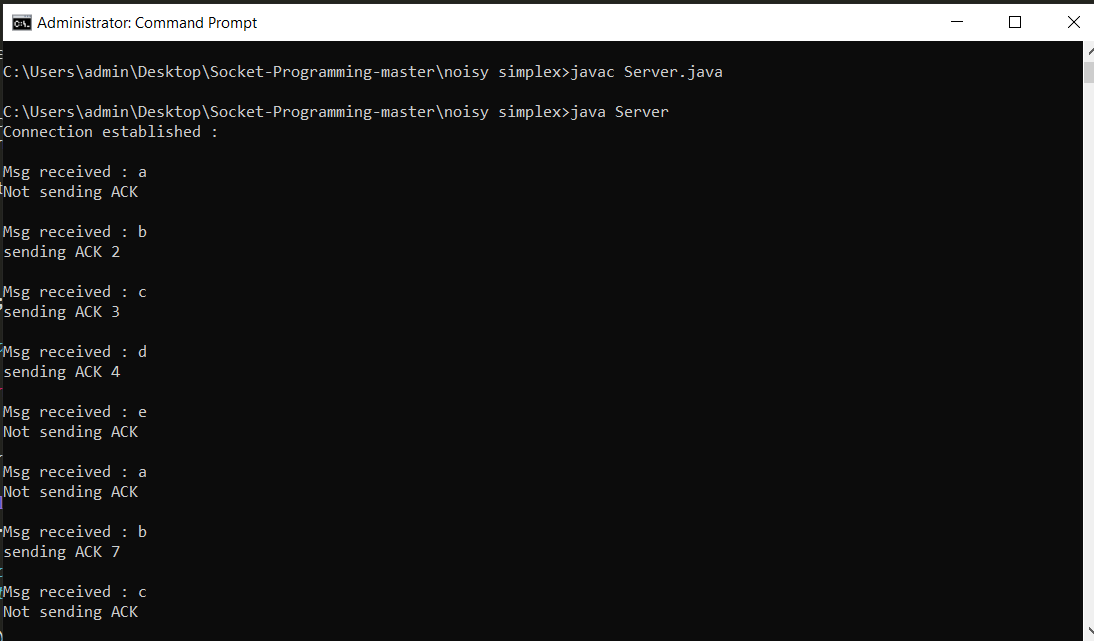 Administrator: Command Prompt
C:\Users\admin\Desktop\Socket-Programming-master\noisy simplex>javac Server.java
C:\Users\admin\Desktop\Socket-Programming-master\noisy simplex>java Server
Connection established :
Msg received : a
Not sending ACK
Msg received : b
sending ACK 2
Msg received : c
sending ACK 3
Msg received : d
sending ACK 4
Msg received : e
Not sending ACK
Msg received : a
Not sending ACK
Msg received : b
sending ACK 7
Msg received : c
Not sending ACK